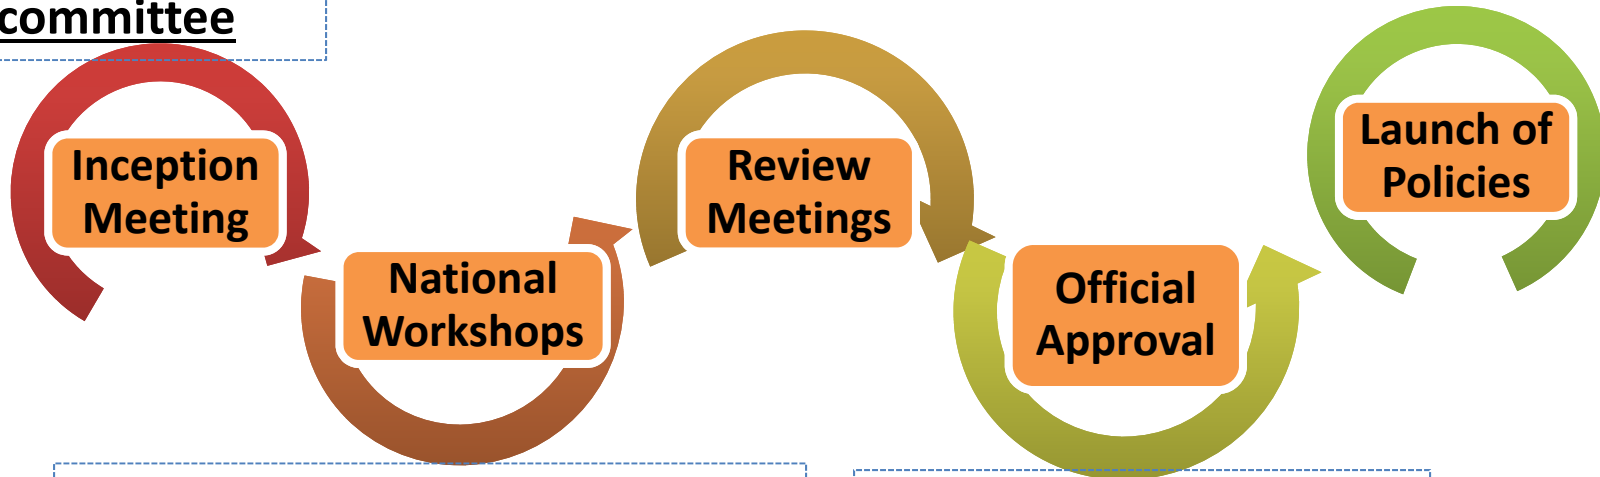 committee
Inception
Meeting
National
Workshops
Review
Meetings
Official
Approval
Launch of
Policies